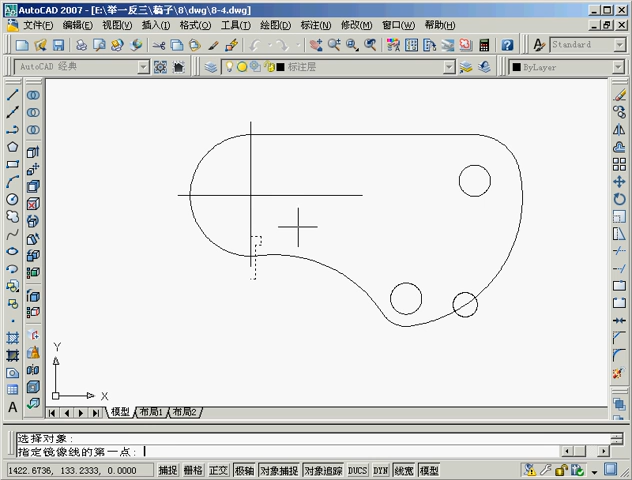 AutoCAD 2007 - [E:\举一反三\稿子\8\dwg\8-4.dwg]
文件(F) 编辑(E) 视图(V) 插入(I) 格式(O) 工具(T) 绘图(D) 标注(N) 修改(M) 窗口(W) 帮助(H)
Standard
AutoCAD 经典 标注层 ByLayer
Y
X
模型 布局1 布局2
选择对象:
指定镜像线的第一点:
1422.6736, 133.2333, 0.0000 捕捉 栅格 正交 极轴 对象捕捉 对象追踪 DUCS DYN 线宽 模型